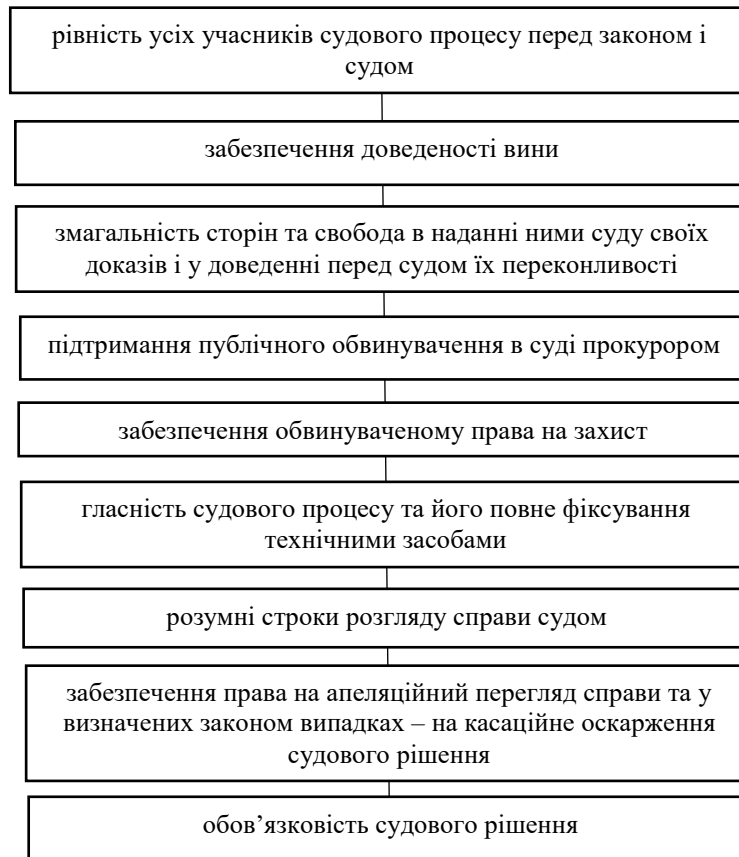 рівність усіх учасників судового процесу перед законом і
судом
забезпечення доведеності вини
змагальність сторін та свобода в наданні ними суду своїх
доказів і у доведенні перед судом їх переконливості
підтримання публічного обвинувачення в суді прокурором
забезпечення обвинуваченому права на захист
гласність судового процесу та його повне фіксування
технічними засобами
розумні строки розгляду справи судом
забезпечення права на апеляційний перегляд справи та у
визначених законом випадках – на касаційне оскарження
судового рішення
обов’язковість судового рішення